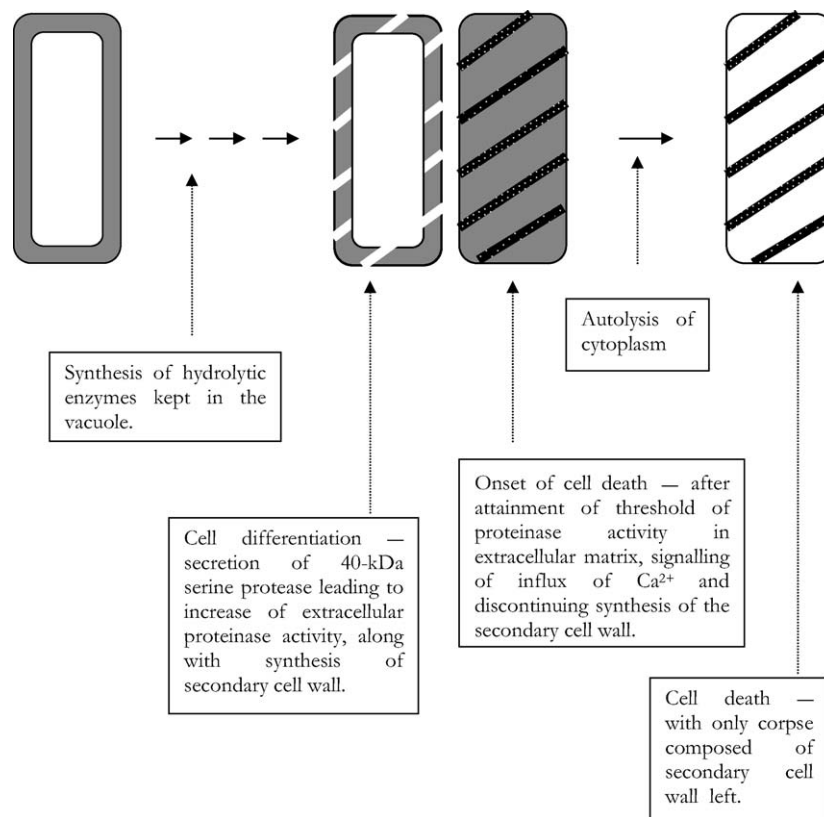 Synthesis of hydrolytic
enzymes kept in the
vacuole.
Cell differentiation —
secretion of 40-kDa
serine protease leading to
increase of extracellular
proteinase activity, along
with synthesis of
secondary cell wall.
Onset of cell death — after
attainment of threshold of
proteinase activity in
extracellular matrix, signalling
of influx of Ca²⁺ and
discontinuing synthesis of the
secondary cell wall.
Autolysis of
cytoplasm
Cell death —
with only corpse
composed of
secondary cell
wall left.